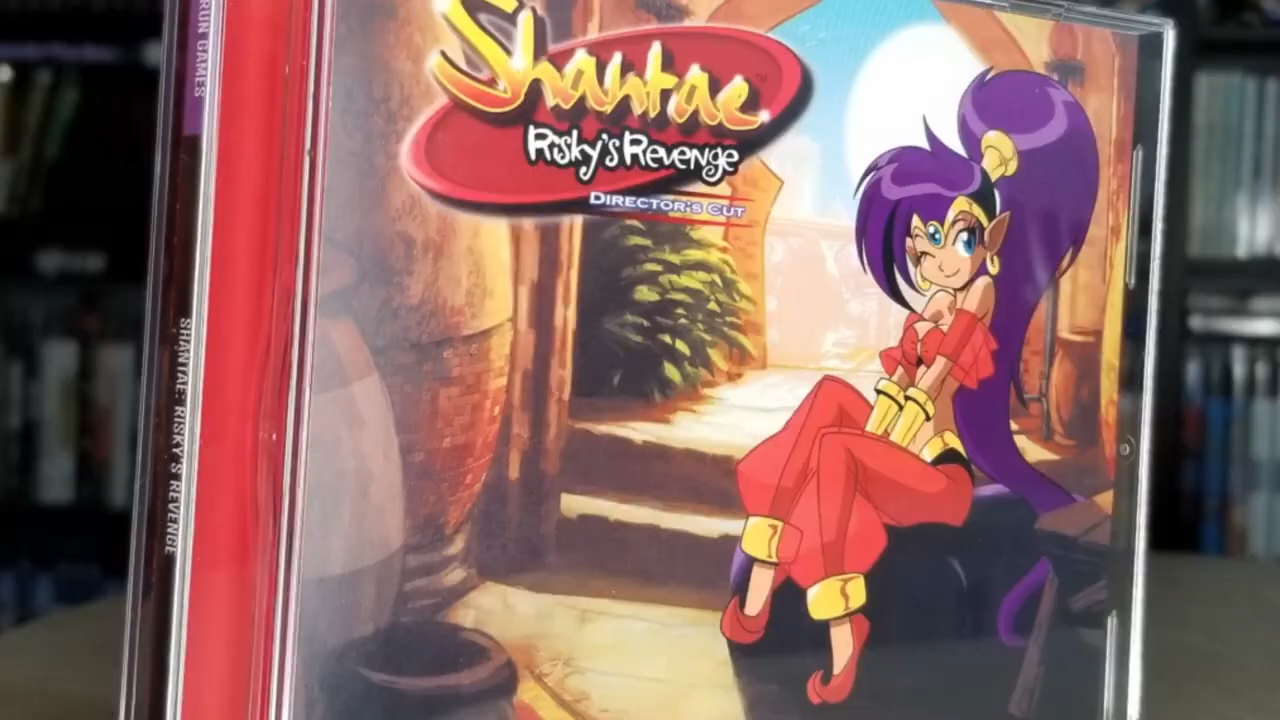 RUN GAMES
SHANTAE: RISKY'S REVENGE
Shantae
Risky's Revenge
DIRECTOR'S CUT